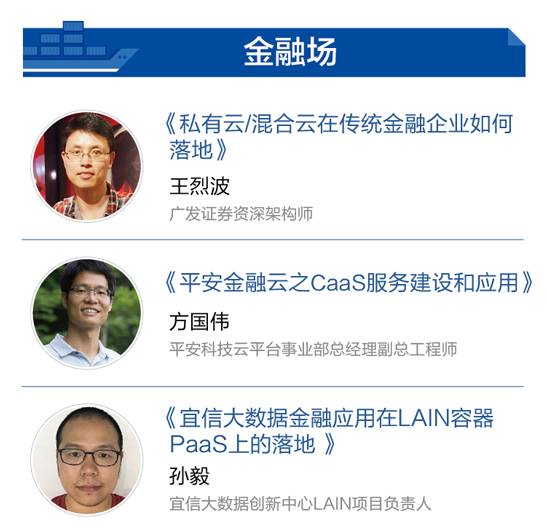 金融场
《私有云/混合云在传统金融企业如何
落地》
王烈波
广发证券资深架构师
《平安金融云之CaaS服务建设和应用》
方国伟
平安科技云平台事业部总经理副总工程师
《宜信大数据金融应用在LAIN容器
PaaS上的落地 》
孙毅
宜信大数据创新中心LAIN项目负责人